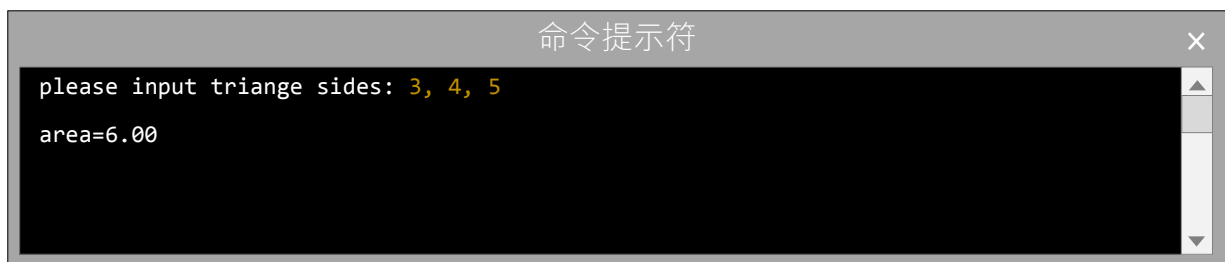 命令提示符
please input triange sides: 3, 4, 5
area=6.00